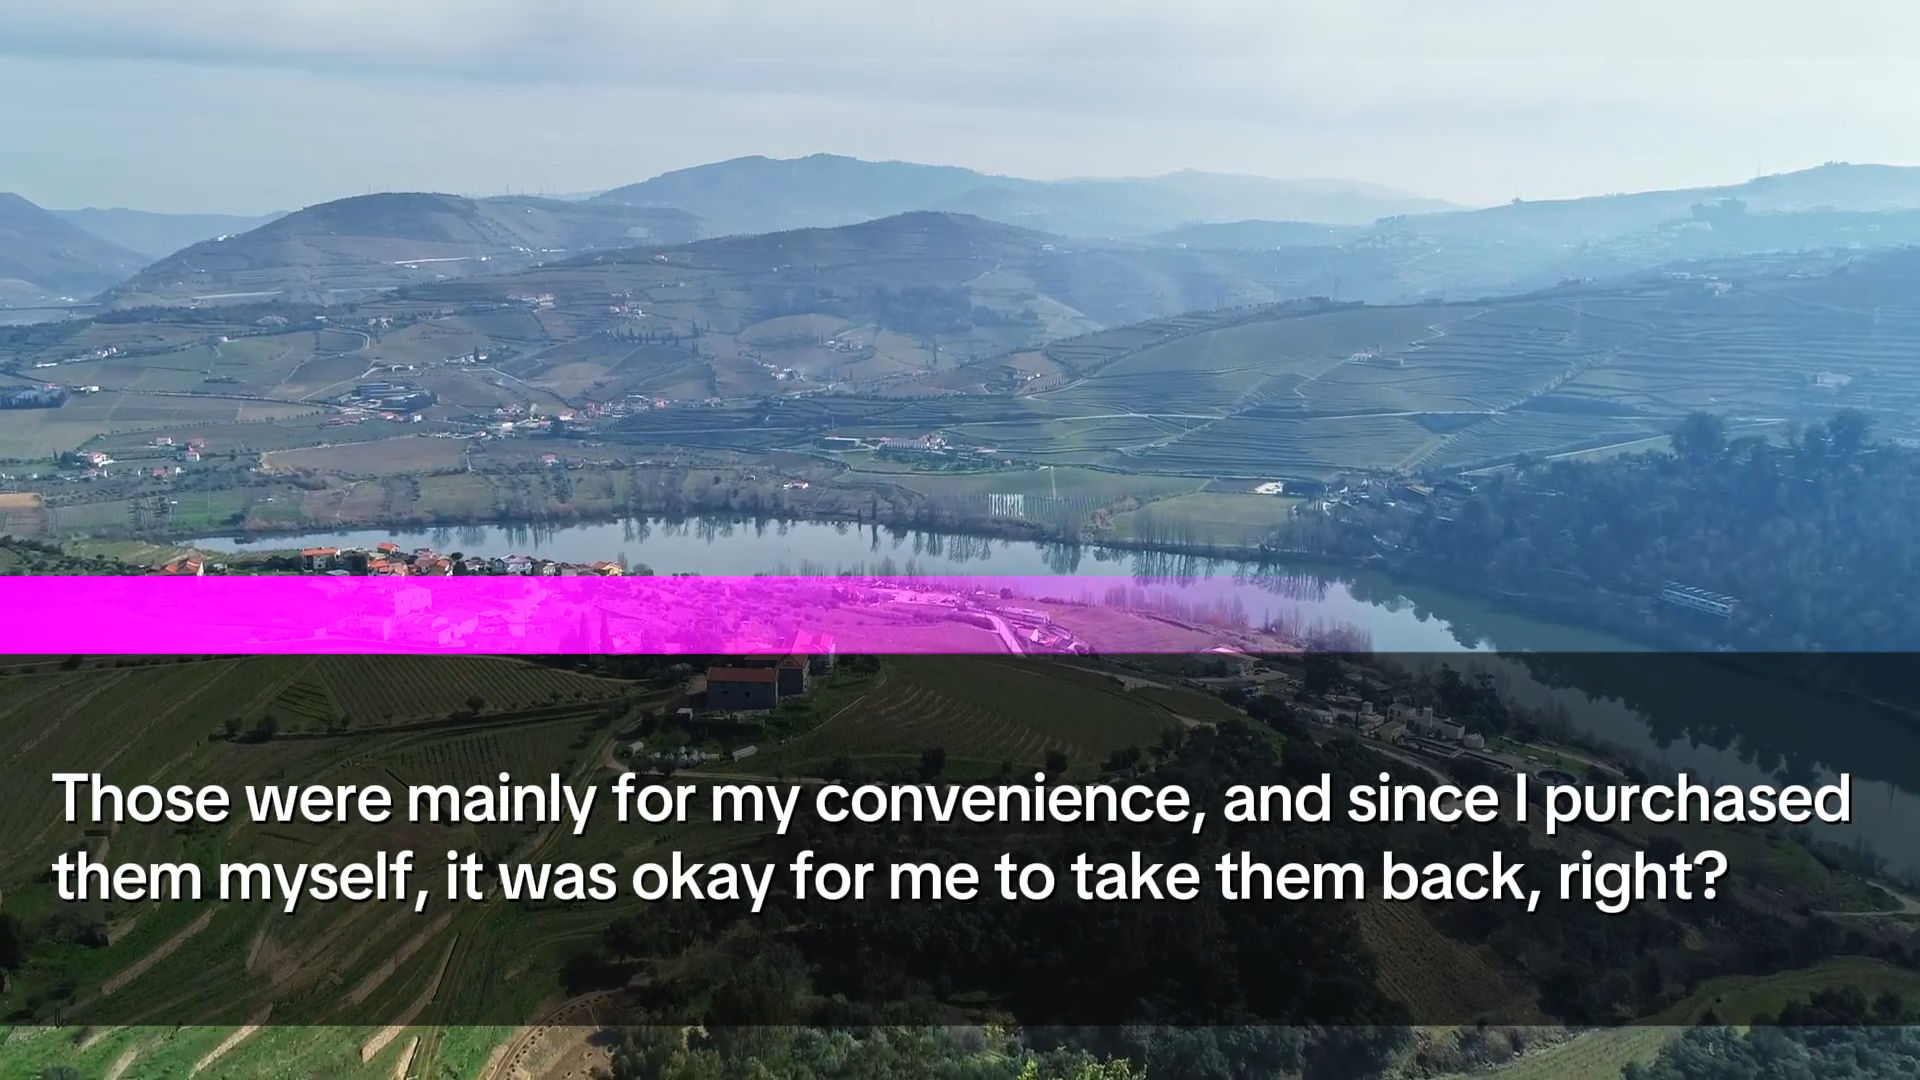 Those were mainly for my convenience, and since I purchased
them myself, it was okay for me to take them back, right?